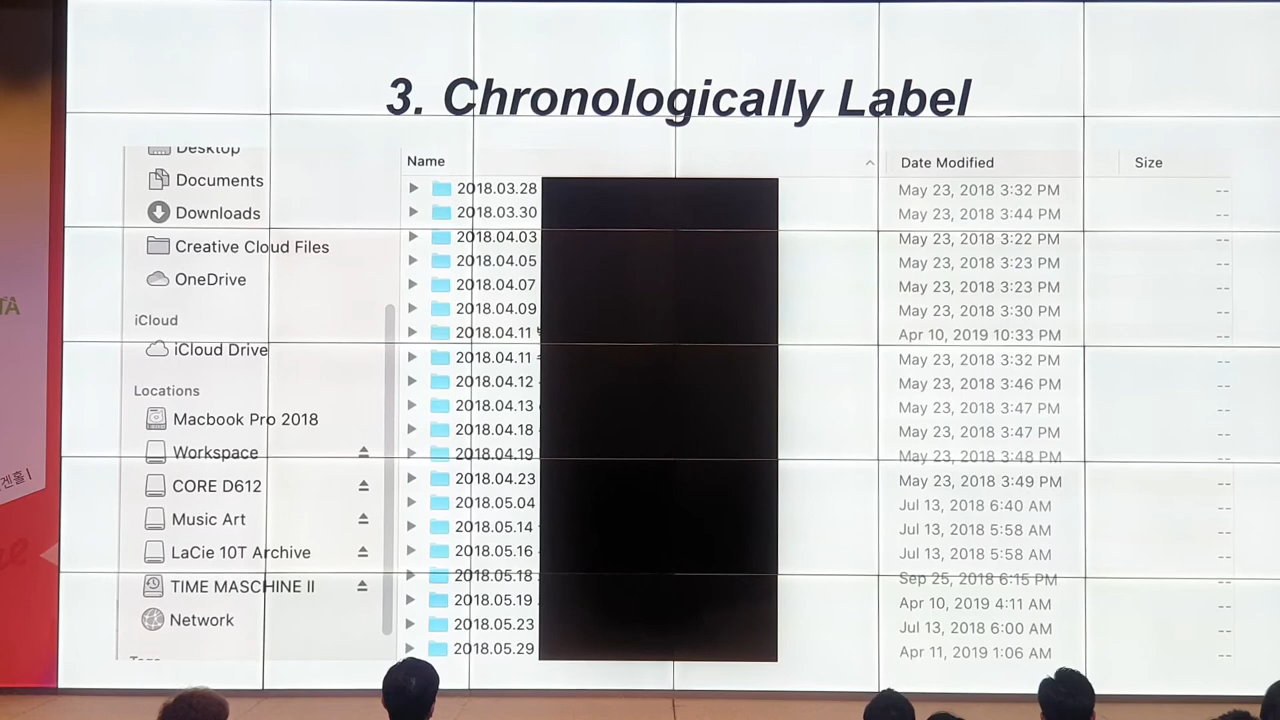 3. Chronologically Label
Desktop
Documents
Downloads
Creative Cloud Files
OneDrive
iCloud
iCloud Drive
Locations
Macbook Pro 2018
Workspace
CORE D612
Music Art
LaCie 10T Archive
TIME MASCHINE II
Network
Tags
Name Date Modified Size
2018.03.28 May 23, 2018 3:32 PM --
2018.03.30 May 23, 2018 3:44 PM --
2018.04.03 May 23, 2018 3:22 PM --
2018.04.05 May 23, 2018 3:23 PM --
2018.04.07 May 23, 2018 3:23 PM --
2018.04.09 May 23, 2018 3:30 PM --
2018.04.11 Apr 10, 2019 10:33 PM --
2018.04.11 May 23, 2018 3:32 PM --
2018.04.12 May 23, 2018 3:46 PM --
2018.04.13 May 23, 2018 3:47 PM --
2018.04.18 May 23, 2018 3:47 PM --
2018.04.19 May 23, 2018 3:48 PM --
2018.04.23 May 23, 2018 3:49 PM --
2018.05.04 Jul 13, 2018 6:40 AM --
2018.05.14 Jul 13, 2018 5:58 AM --
2018.05.16 Jul 13, 2018 5:58 AM --
2018.05.18 Sep 25, 2018 6:15 PM --
2018.05.19 Apr 10, 2019 4:11 AM --
2018.05.23 Jul 13, 2018 6:00 AM --
2018.05.29 Apr 11, 2019 1:06 AM --